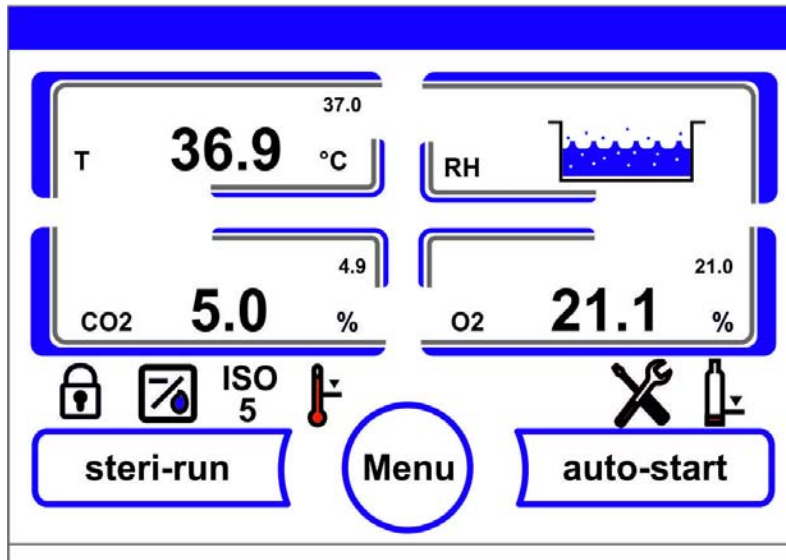 37.0
T 36.9 °C
RH
4.9
CO2 5.0 %
21.0
O2 21.1 %
ISO
5
steri-run
Menu
auto-start